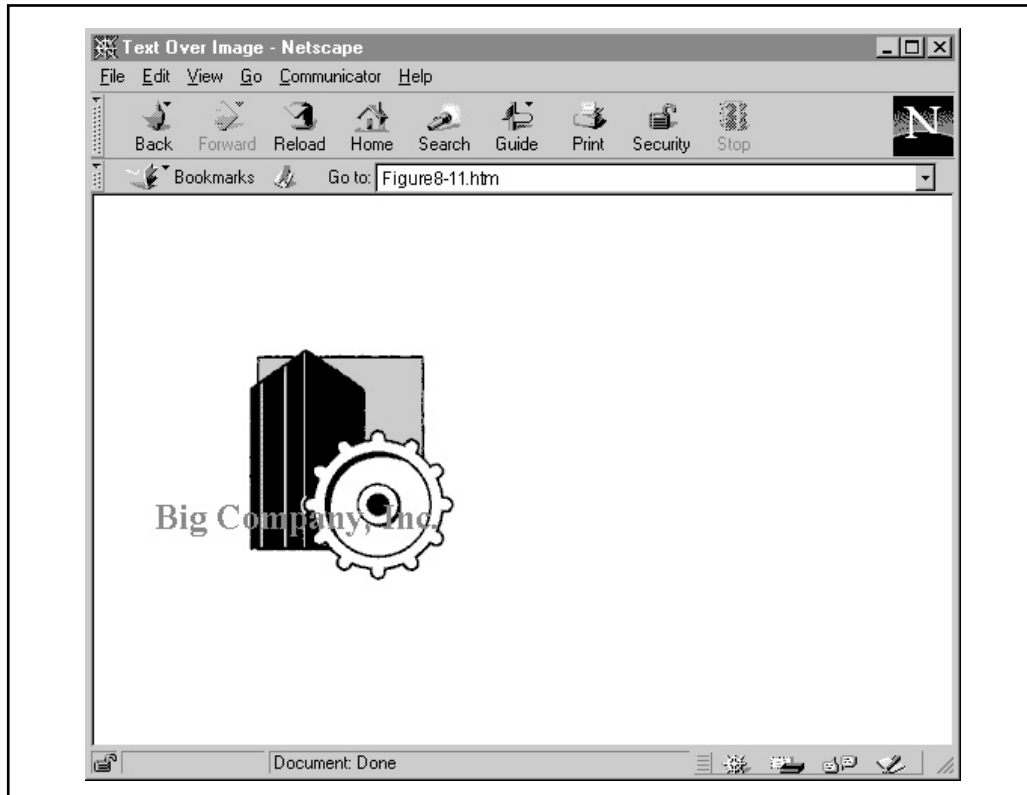 Text Over Image - Netscape
File Edit View Go Communicator Help
Back Forward Reload Home Search Guide Print Security Stop
N
Bookmarks Go to: Figure8-11.htm
Big Company, Inc.
Document: Done